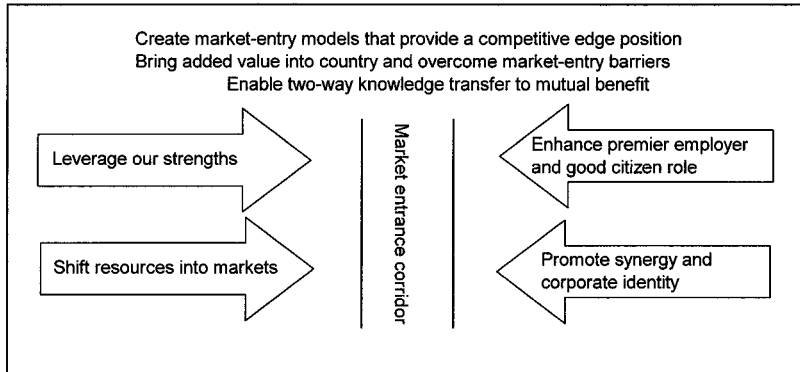 Create market-entry models that provide a competitive edge position
Bring added value into country and overcome market-entry barriers
Enable two-way knowledge transfer to mutual benefit
Leverage our strengths
Shift resources into markets
Market entrance corridor
Enhance premier employer
and good citizen role
Promote synergy and
corporate identity